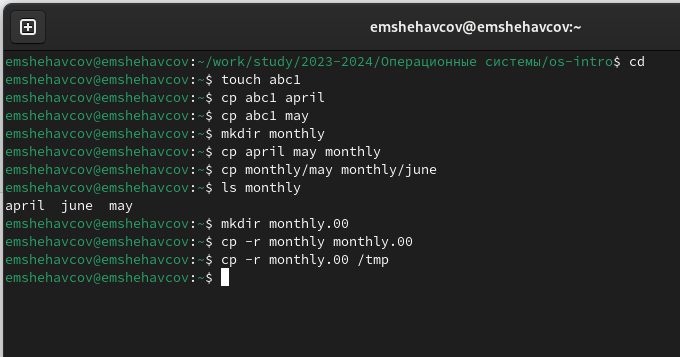 emshehavcov@emshehavcov:~
emshehavcov@emshehavcov:~/work/study/2023-2024/Операционные системы/os-intro$ cd
emshehavcov@emshehavcov:~$ touch abc1
emshehavcov@emshehavcov:~$ cp abc1 april
emshehavcov@emshehavcov:~$ cp abc1 may
emshehavcov@emshehavcov:~$ mkdir monthly
emshehavcov@emshehavcov:~$ cp april may monthly
emshehavcov@emshehavcov:~$ cp monthly/may monthly/june
emshehavcov@emshehavcov:~$ ls monthly
april  june  may
emshehavcov@emshehavcov:~$ mkdir monthly.00
emshehavcov@emshehavcov:~$ cp -r monthly monthly.00
emshehavcov@emshehavcov:~$ cp -r monthly.00 /tmp
emshehavcov@emshehavcov:~$